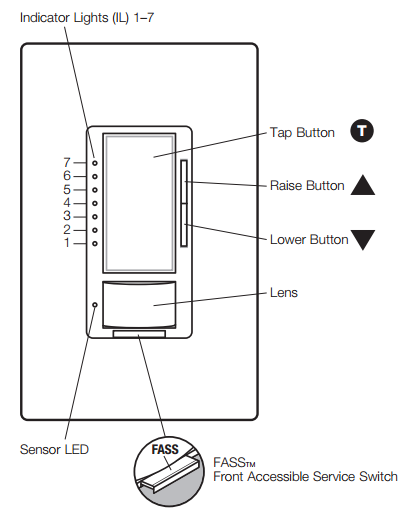 Indicator Lights (IL) 1–7
Tap Button T
7
6
5
4
3
2
1
Raise Button
Lower Button
Lens
Sensor LED
FASS
FASS™
Front Accessible Service Switch